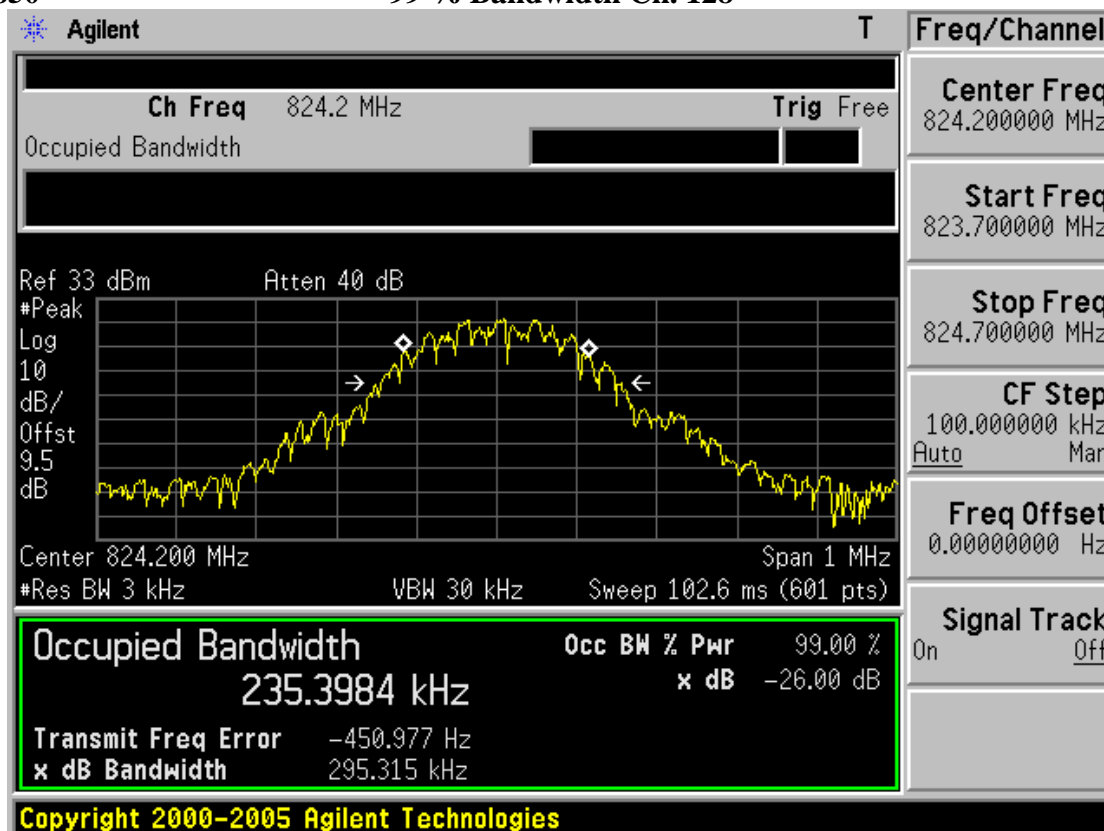 99 % Bandwidth Ch. 128
Agilent T
Freq/Channel
Ch Freq 824.2 MHz Trig Free
Occupied Bandwidth
Center Freq
824.200000 MHz
Start Freq
823.700000 MHz
Stop Freq
824.700000 MHz
CF Step
100.000000 kHz
Auto Man
Freq Offset
0.00000000 Hz
Signal Track
On Off
Ref 33 dBm Atten 40 dB
#Peak
Log
10
dB/
Offst
9.5
dB
Center 824.200 MHz Span 1 MHz
#Res BW 3 kHz VBW 30 kHz Sweep 102.6 ms (601 pts)
Occupied Bandwidth
235.3984 kHz
Occ BW % Pwr 99.00 %
x dB -26.00 dB
Transmit Freq Error -450.977 Hz
x dB Bandwidth 295.315 kHz
Copyright 2000-2005 Agilent Technologies